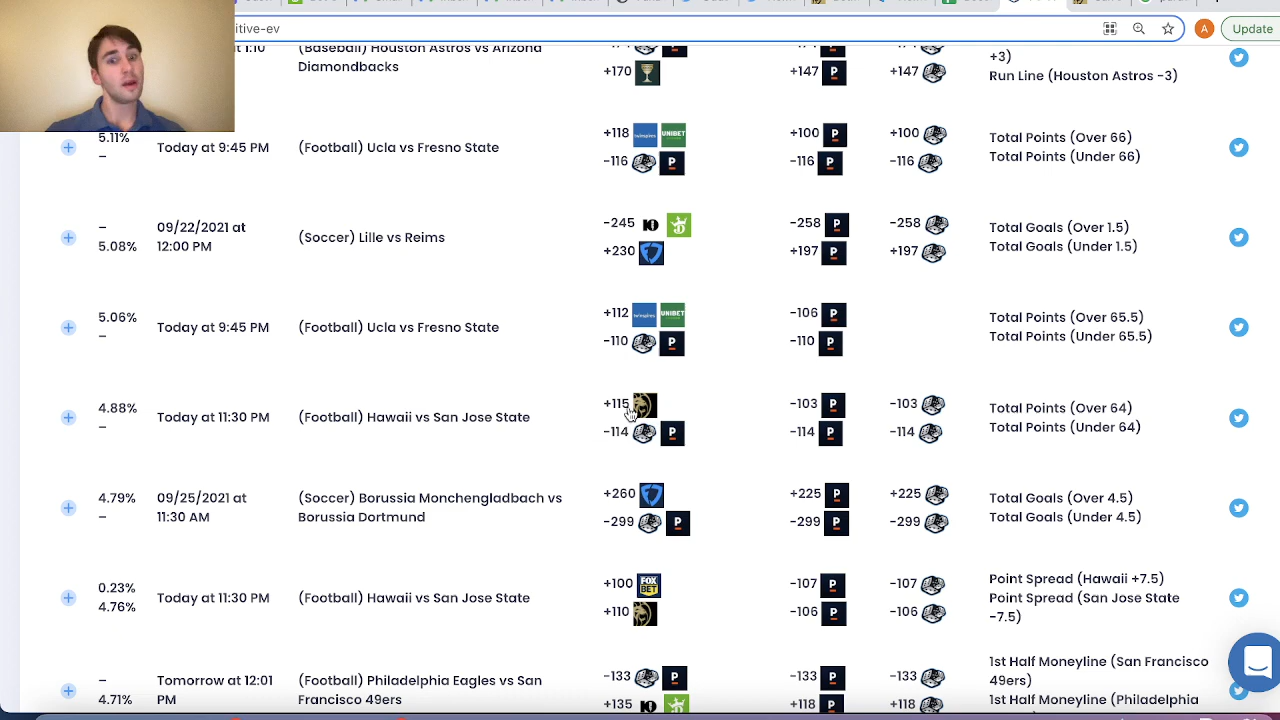 itive-ev
A
Update
at 1:10
(Baseball) Houston Astros vs Arizona
Diamondbacks
+170
+147
+147
+3)
Run Line (Houston Astros -3)
5.11%
–
Today at 9:45 PM
(Football) Ucla vs Fresno State
+118 twinspires UNIBET
-116 P
+100 P
-116 P
+100
-116
Total Points (Over 66)
Total Points (Under 66)
–
5.08%
09/22/2021 at
12:00 PM
(Soccer) Lille vs Reims
-245 10
+230
-258 P
+197 P
-258
+197
Total Goals (Over 1.5)
Total Goals (Under 1.5)
5.06%
–
Today at 9:45 PM
(Football) Ucla vs Fresno State
+112 twinspires UNIBET
-110 P
-106 P
-110 P
Total Points (Over 65.5)
Total Points (Under 65.5)
4.88%
–
Today at 11:30 PM
(Football) Hawaii vs San Jose State
+115
-114 P
-103 P
-114 P
-103
-114
Total Points (Over 64)
Total Points (Under 64)
4.79%
–
09/25/2021 at
11:30 AM
(Soccer) Borussia Monchengladbach vs
Borussia Dortmund
+260
-299 P
+225 P
-299 P
+225
-299
Total Goals (Over 4.5)
Total Goals (Under 4.5)
0.23%
4.76%
Today at 11:30 PM
(Football) Hawaii vs San Jose State
+100 FOX BET
+110
-107 P
-106 P
-107
-106
Point Spread (Hawaii +7.5)
Point Spread (San Jose State
-7.5)
–
4.71%
Tomorrow at 12:01
PM
(Football) Philadelphia Eagles vs San
Francisco 49ers
-133 P
+135 10
-133 P
+118 P
-133
+118
1st Half Moneyline (San Francisco
49ers)
1st Half Moneyline (Philadelphia